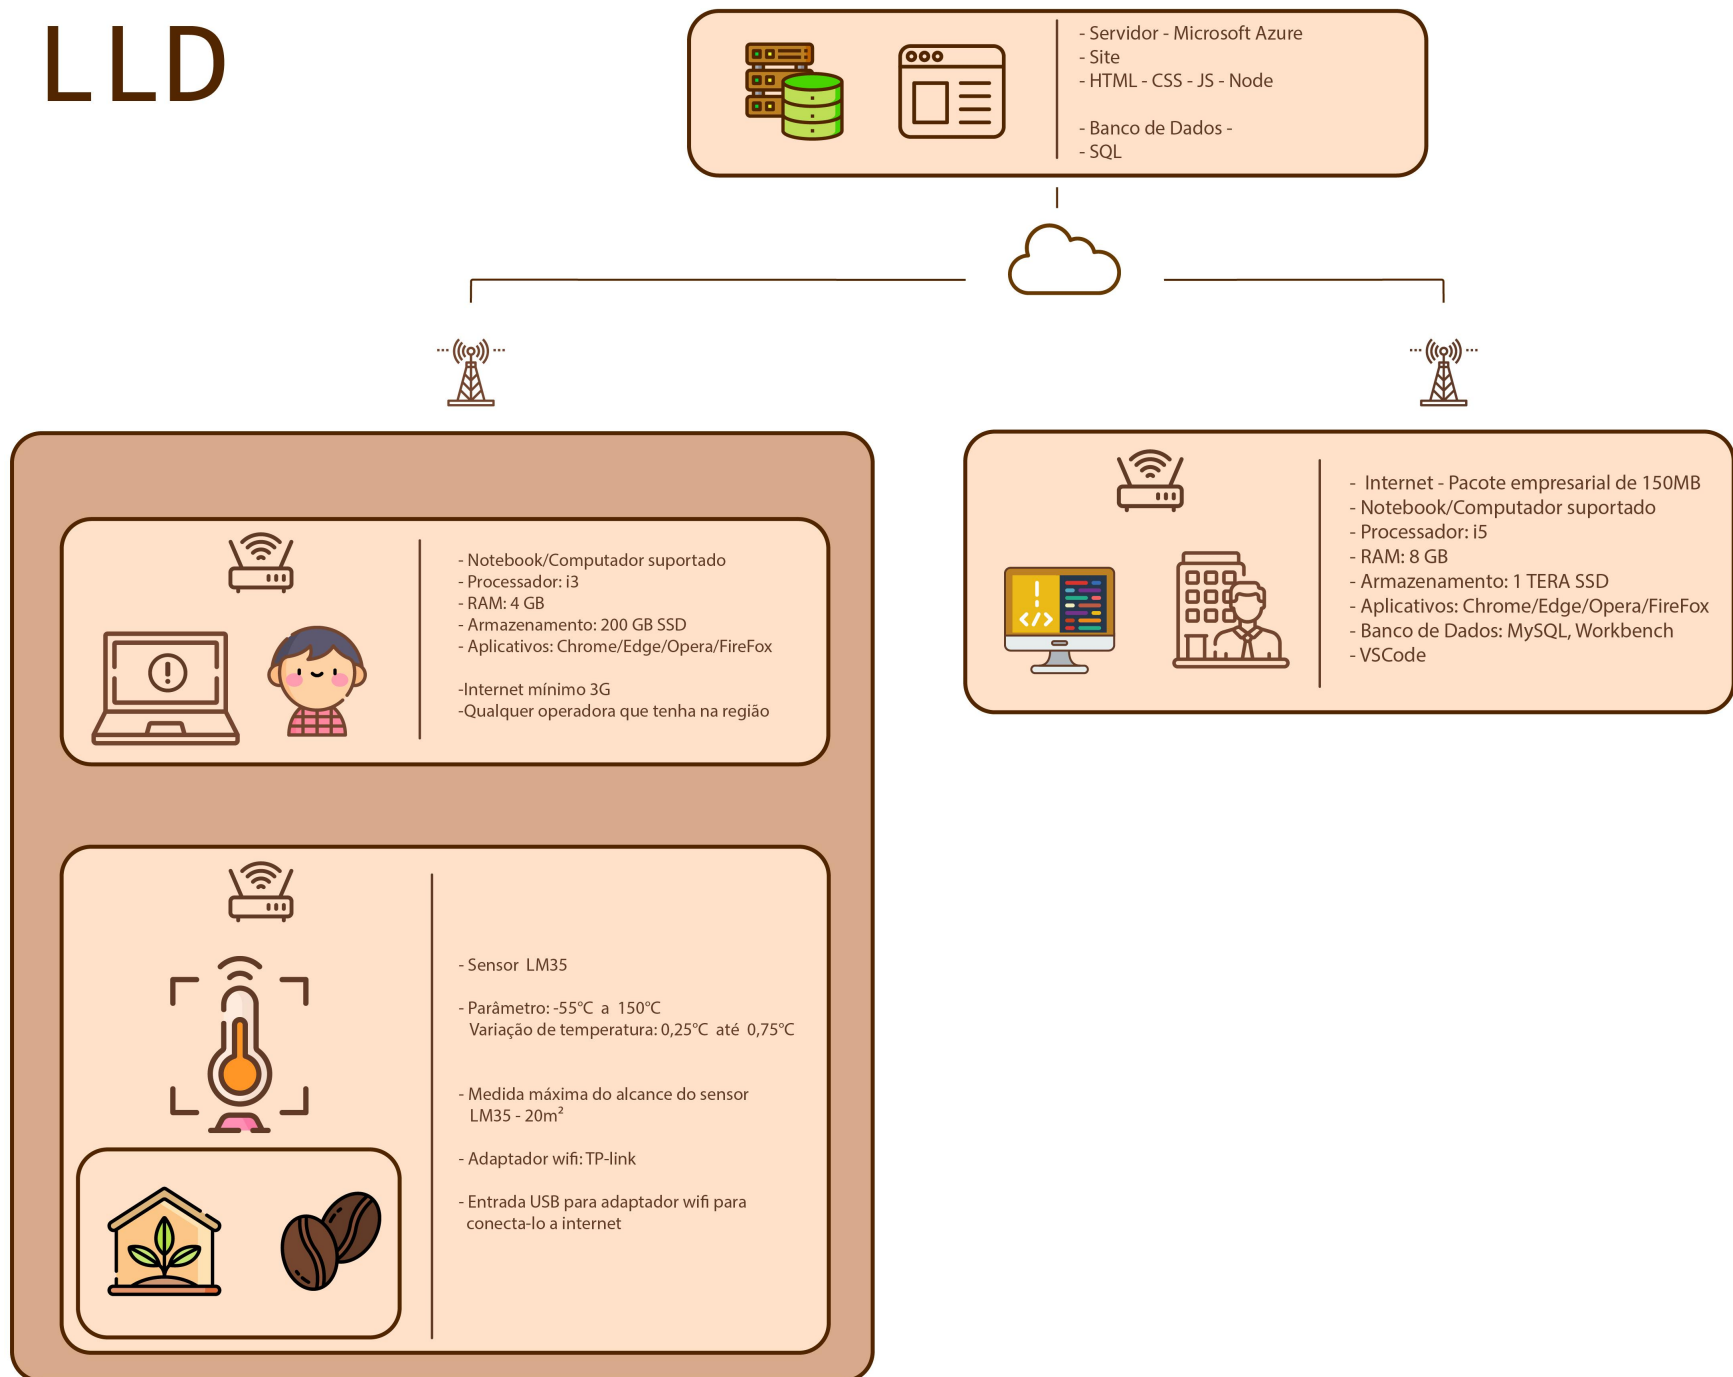 LLD
- Servidor - Microsoft Azure
- Site
- HTML - CSS - JS - Node
- Banco de Dados -
- SQL
- Notebook/Computador suportado
- Processador: i3
- RAM: 4 GB
- Armazenamento: 200 GB SSD
- Aplicativos: Chrome/Edge/Opera/FireFox
-Internet mínimo 3G
-Qualquer operadora que tenha na região
- Internet - Pacote empresarial de 150MB
- Notebook/Computador suportado
- Processador: i5
- RAM: 8 GB
- Armazenamento: 1 TERA SSD
- Aplicativos: Chrome/Edge/Opera/FireFox
- Banco de Dados: MySQL, Workbench
- VSCode
- Sensor LM35
- Parâmetro: -55°C a 150°C
Variação de temperatura: 0,25°C até 0,75°C
- Medida máxima do alcance do sensor
LM35 - 20m²
- Adaptador wifi: TP-link
- Entrada USB para adaptador wifi para
conecta-lo a internet